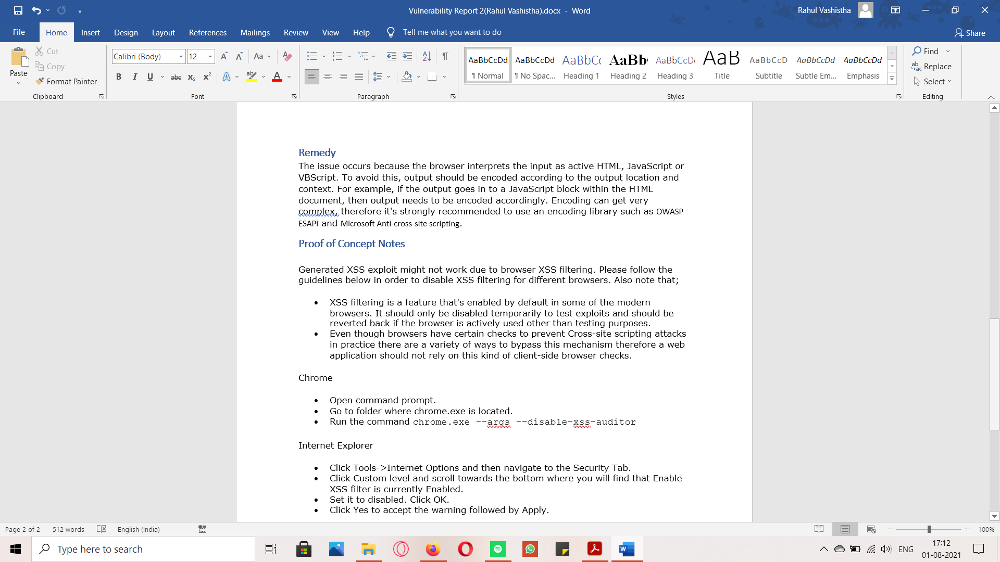 Vulnerability Report 2(Rahul Vashistha).docx - Word
Rahul Vashistha
File
Home
Insert
Design
Layout
References
Mailings
Review
View
Help
Tell me what you want to do
Share
Paste
Cut
Copy
Format Painter
Clipboard
Calibri (Body)
12
Font
Paragraph
AaBbCcDd
¶ Normal
AaBbCcDd
¶ No Spac...
AaBbCc
Heading 1
AaBb
Heading 2
AaBbCcD
Heading 3
AaB
Title
AaBbCcD
Subtitle
AaBbCcDd
Subtle Em...
AaBbCcDd
Emphasis
Styles
Find
Replace
Select
Editing
Remedy
The issue occurs because the browser interprets the input as active HTML, JavaScript or
VBScript. To avoid this, output should be encoded according to the output location and
context. For example, if the output goes in to a JavaScript block within the HTML
document, then output needs to be encoded accordingly. Encoding can get very
complex, therefore it's strongly recommended to use an encoding library such as OWASP
ESAPI and Microsoft Anti-cross-site scripting.
Proof of Concept Notes
Generated XSS exploit might not work due to browser XSS filtering. Please follow the
guidelines below in order to disable XSS filtering for different browsers. Also note that;
• XSS filtering is a feature that's enabled by default in some of the modern
browsers. It should only be disabled temporarily to test exploits and should be
reverted back if the browser is actively used other than testing purposes.
• Even though browsers have certain checks to prevent Cross-site scripting attacks
in practice there are a variety of ways to bypass this mechanism therefore a web
application should not rely on this kind of client-side browser checks.
Chrome
• Open command prompt.
• Go to folder where chrome.exe is located.
• Run the command chrome.exe --args --disable-xss-auditor
Internet Explorer
• Click Tools->Internet Options and then navigate to the Security Tab.
• Click Custom level and scroll towards the bottom where you will find that Enable
XSS filter is currently Enabled.
• Set it to disabled. Click OK.
• Click Yes to accept the warning followed by Apply.
Page 2 of 2
512 words
English (India)
100%
Type here to search
ENG
17:12
01-08-2021